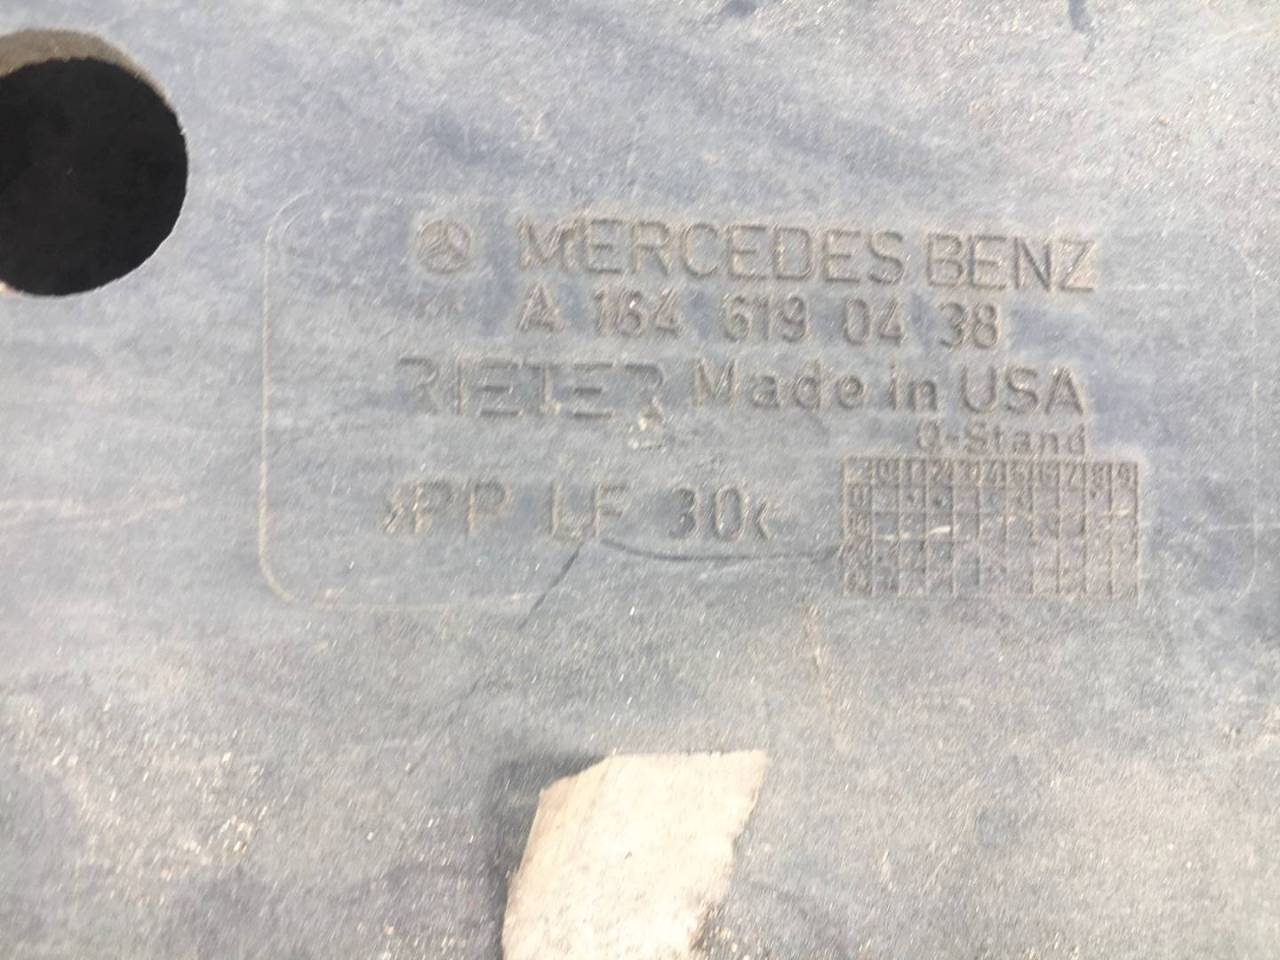 MERCEDES BENZ
A 164 619 04 38
RIETER Made in USA
Q-Stand
>PP LF 30<